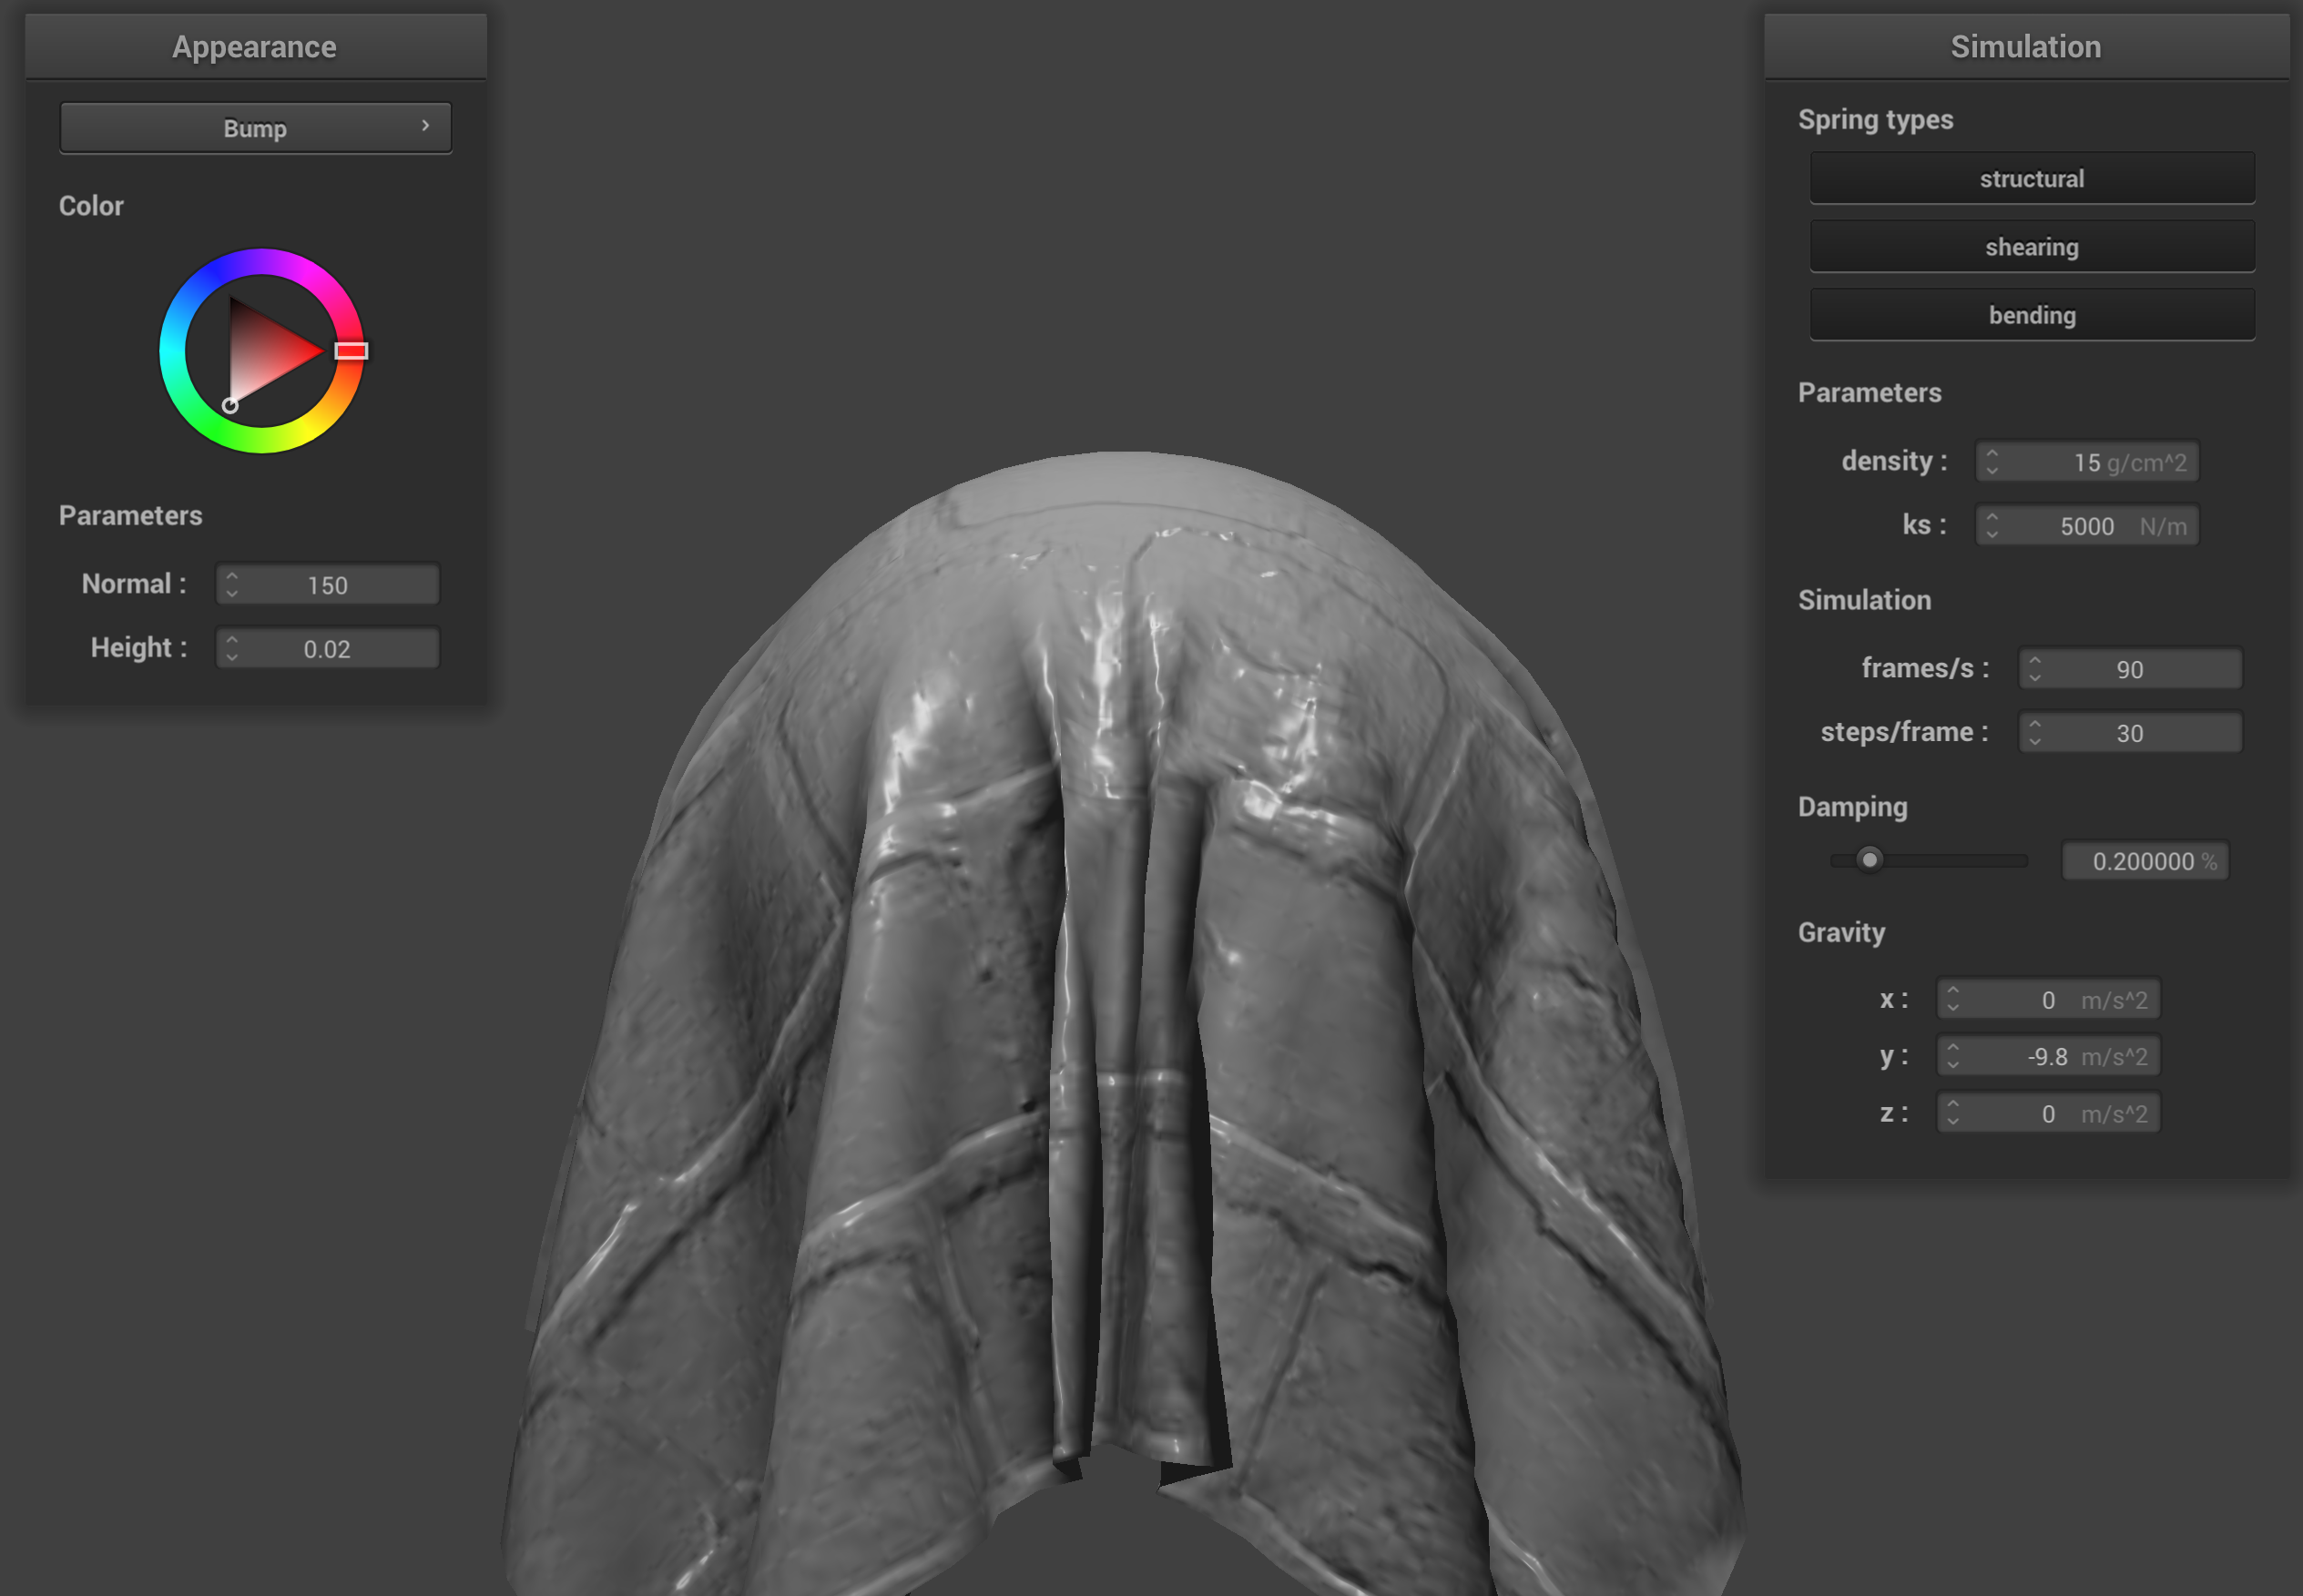 Appearance
Bump
Color
Parameters
Normal : 150
Height : 0.02
Simulation
Spring types
structural
shearing
bending
Parameters
density : 15 g/cm^2
ks : 5000 N/m
Simulation
frames/s : 90
steps/frame : 30
Damping
0.200000 %
Gravity
x : 0 m/s^2
y : -9.8 m/s^2
z : 0 m/s^2